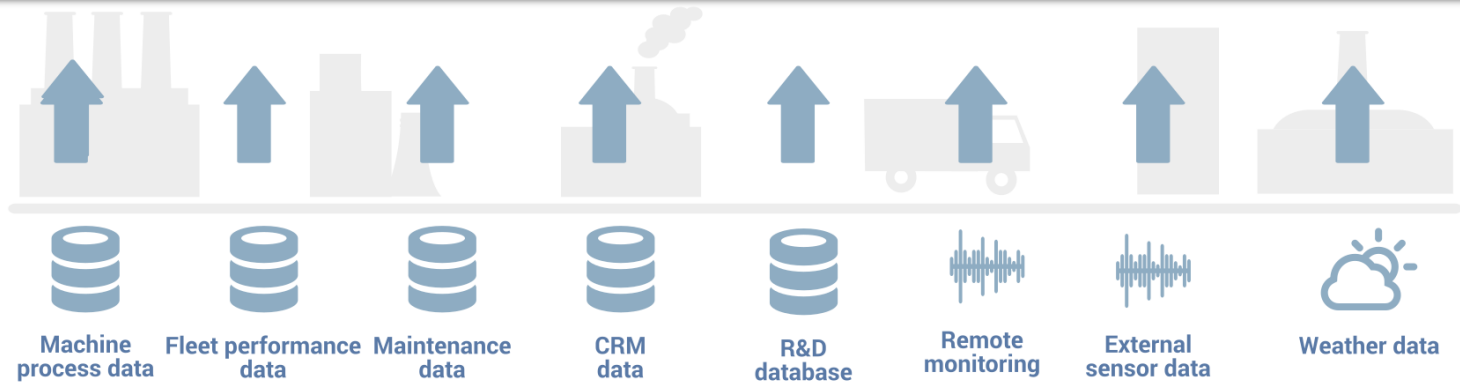 Machine
process data
Fleet performance
data
Maintenance
data
CRM
data
R&D
database
Remote
monitoring
External
sensor data
Weather data